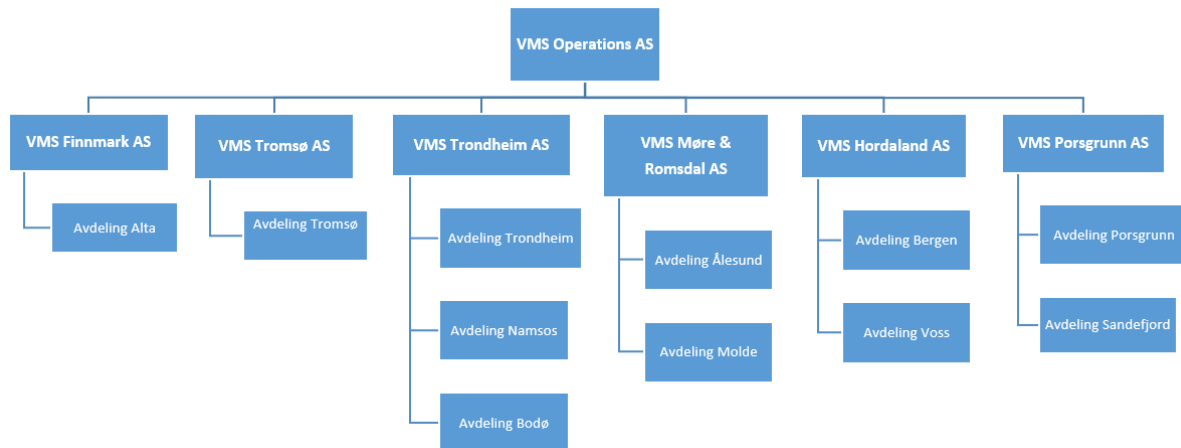 VMS Operations AS
VMS Finnmark AS
Avdeling Alta
VMS Tromsø AS
Avdeling Tromsø
VMS Trondheim AS
Avdeling Trondheim
Avdeling Namsos
Avdeling Bodø
VMS Møre &
Romsdal AS
Avdeling Ålesund
Avdeling Molde
VMS Hordaland AS
Avdeling Bergen
Avdeling Voss
VMS Porsgrunn AS
Avdeling Porsgrunn
Avdeling Sandefjord